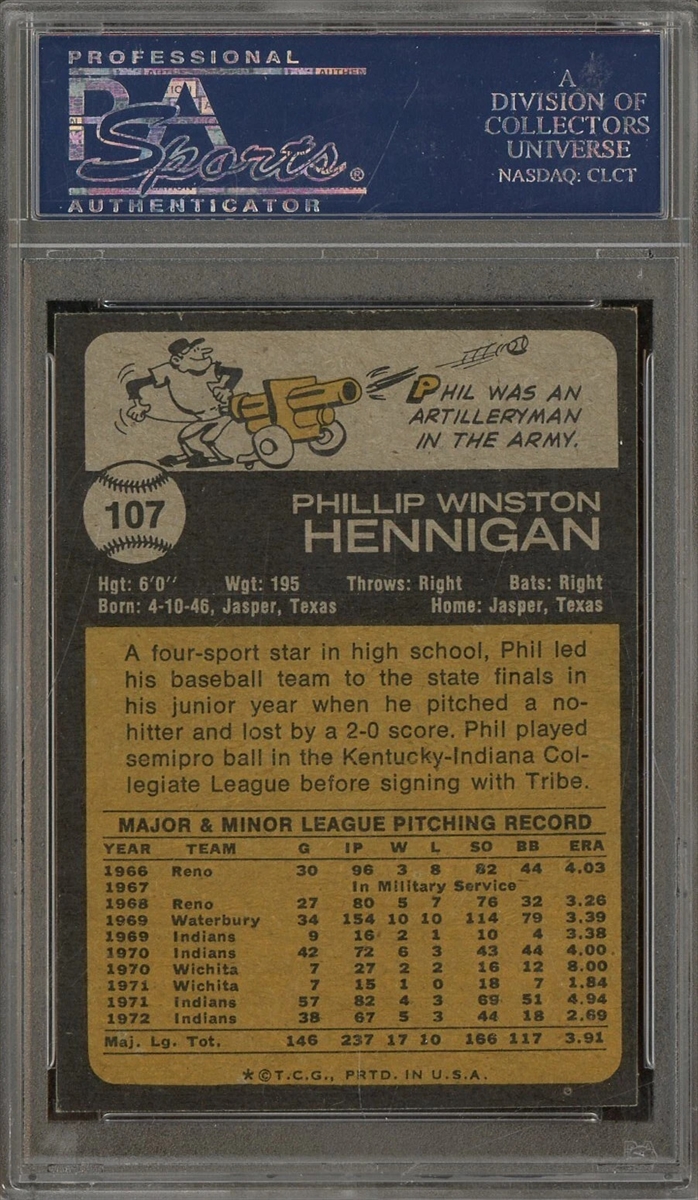 PROFESSIONAL
PSA
Sports®
AUTHENTICATOR
A
DIVISION OF
COLLECTORS
UNIVERSE
NASDAQ: CLCT
PHIL WAS AN
ARTILLERYMAN
IN THE ARMY.
107
PHILLIP WINSTON
HENNIGAN
Hgt: 6'0'' Wgt: 195 Throws: Right Bats: Right
Born: 4-10-46, Jasper, Texas Home: Jasper, Texas
A four-sport star in high school, Phil led
his baseball team to the state finals in
his junior year when he pitched a no-
hitter and lost by a 2-0 score. Phil played
semipro ball in the Kentucky-Indiana Col-
legiate League before signing with Tribe.
MAJOR & MINOR LEAGUE PITCHING RECORD
YEAR TEAM G IP W L SO BB ERA
1966 Reno 30 96 3 8 82 44 4.03
1967 In Military Service
1968 Reno 27 80 5 7 76 32 3.26
1969 Waterbury 34 154 10 10 114 79 3.39
1969 Indians 9 16 2 1 10 4 3.38
1970 Indians 42 72 6 3 43 44 4.00
1970 Wichita 7 27 2 2 16 12 8.00
1971 Wichita 7 15 1 0 18 7 1.84
1971 Indians 57 82 4 3 69 51 4.94
1972 Indians 38 67 5 3 44 18 2.69
Maj. Lg. Tot. 146 237 17 10 166 117 3.91
*©T.C.G., PRTD. IN U.S.A.
PSA